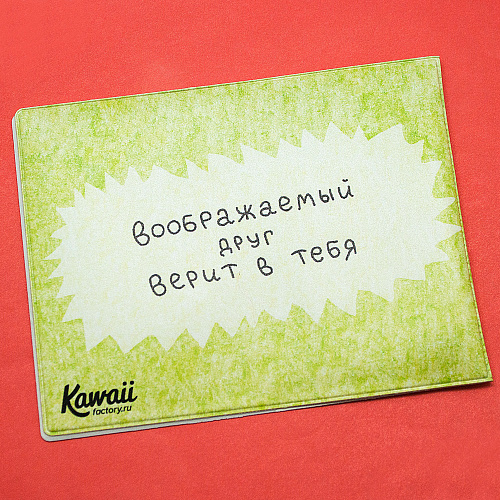 воображаемый
друг
верит в тебя
Kawaii
factory.ru